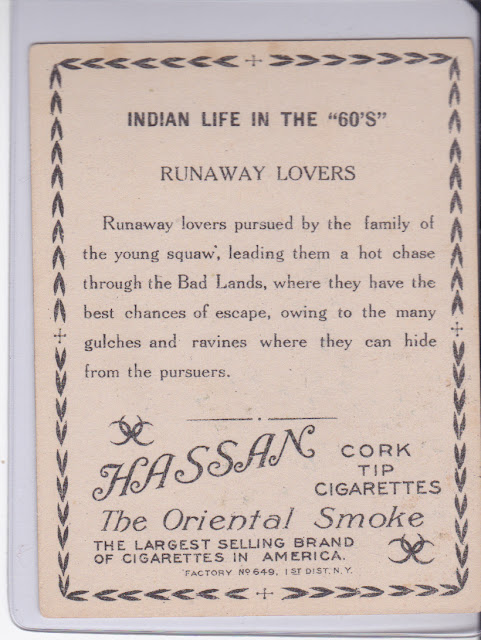 INDIAN LIFE IN THE "60'S"
RUNAWAY LOVERS
Runaway lovers pursued by the family of
the young squaw, leading them a hot chase
through the Bad Lands, where they have the
best chances of escape, owing to the many
gulches and ravines where they can hide
from the pursuers.
HASSAN
CORK
TIP
CIGARETTES
The Oriental Smoke
THE LARGEST SELLING BRAND
OF CIGARETTES IN AMERICA.
FACTORY Nº 649, 1ST DIST. N.Y.